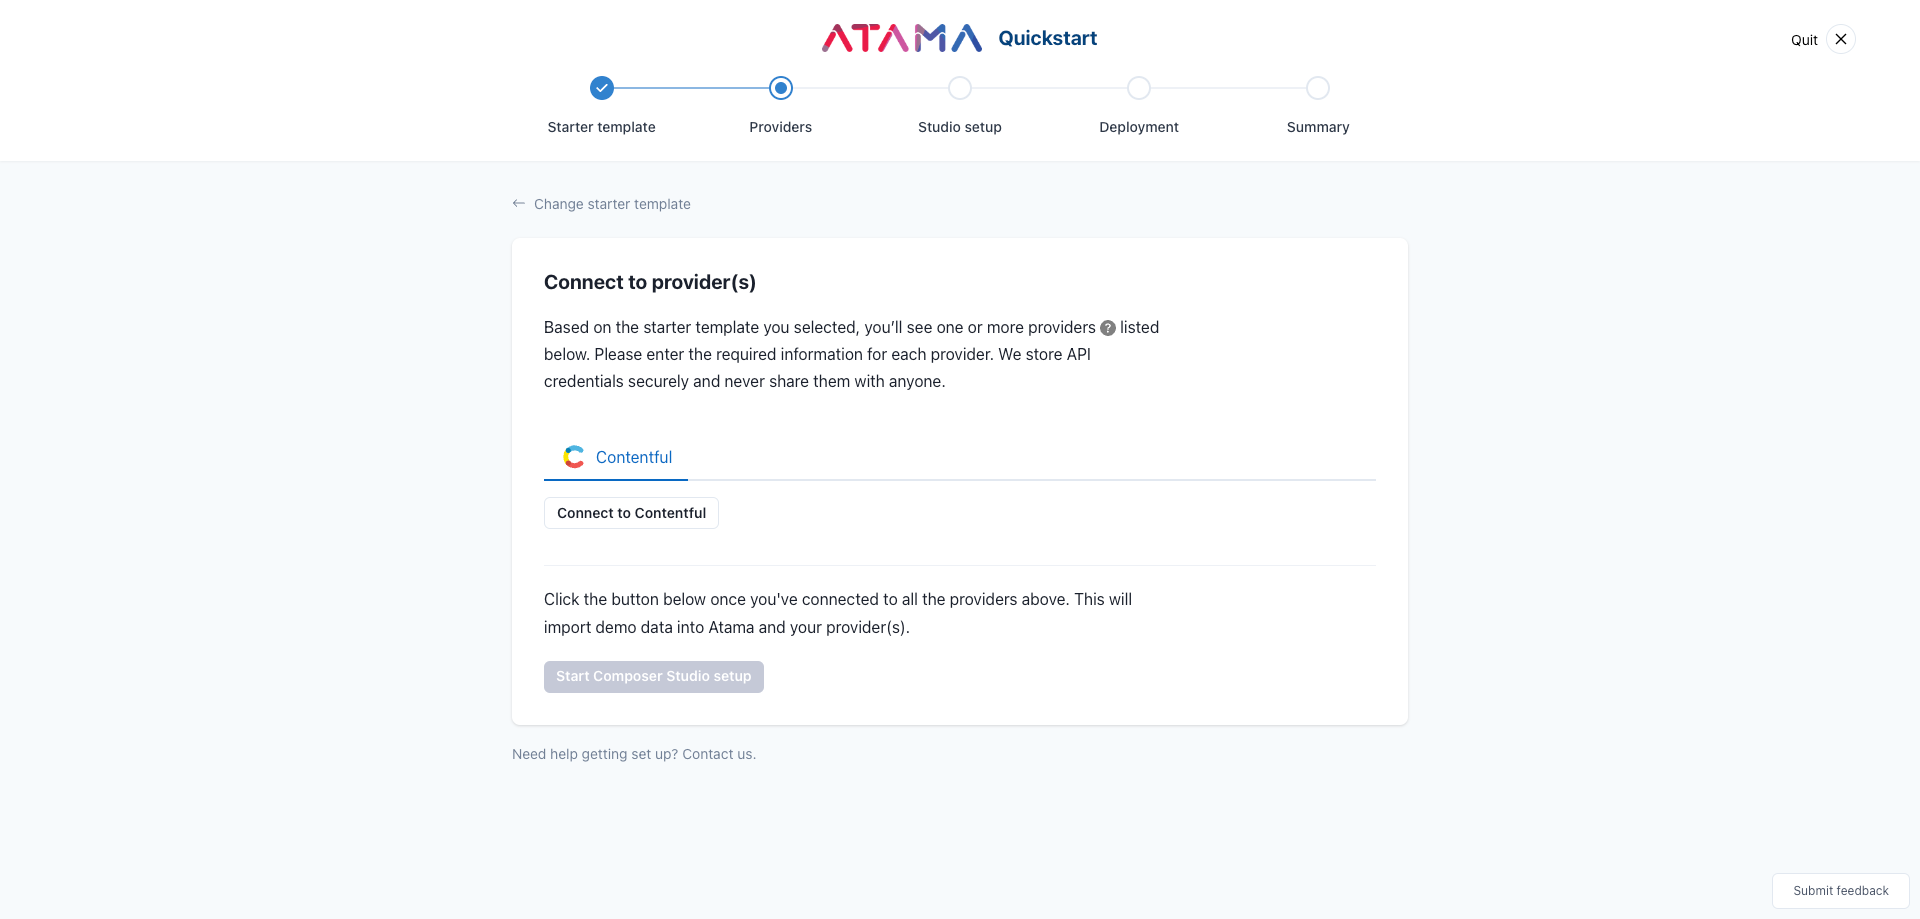 ATAMA Quickstart
Quit
Starter template
Providers
Studio setup
Deployment
Summary
← Change starter template
Connect to provider(s)
Based on the starter template you selected, you’ll see one or more providers ? listed
below. Please enter the required information for each provider. We store API
credentials securely and never share them with anyone.
Contentful
Connect to Contentful
Click the button below once you've connected to all the providers above. This will
import demo data into Atama and your provider(s).
Start Composer Studio setup
Need help getting set up? Contact us.
Submit feedback